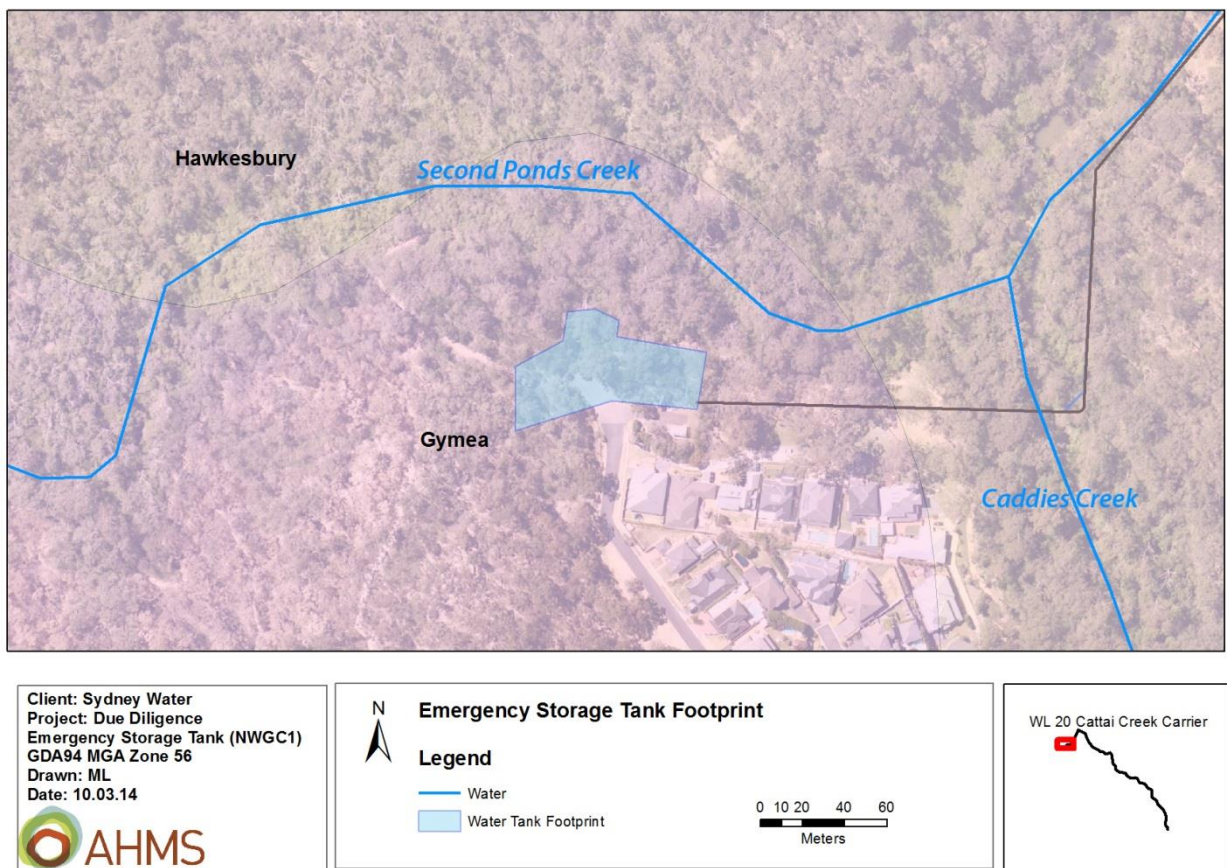 Hawkesbury
Second Ponds Creek
Gymea
Caddies Creek
Client: Sydney Water
Project: Due Diligence
Emergency Storage Tank (NWGC1)
GDA94 MGA Zone 56
Drawn: ML
Date: 10.03.14
AHMS
N
Emergency Storage Tank Footprint
Legend
Water
Water Tank Footprint
0 10 20 40 60
Meters
WL 20 Cattai Creek Carrier